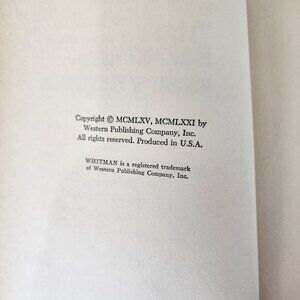 Copyright © MCMLXV, MCMLXXI by
Western Publishing Company, Inc.
All rights reserved. Produced in U.S.A.
WHITMAN is a registered trademark
of Western Publishing Company, Inc.